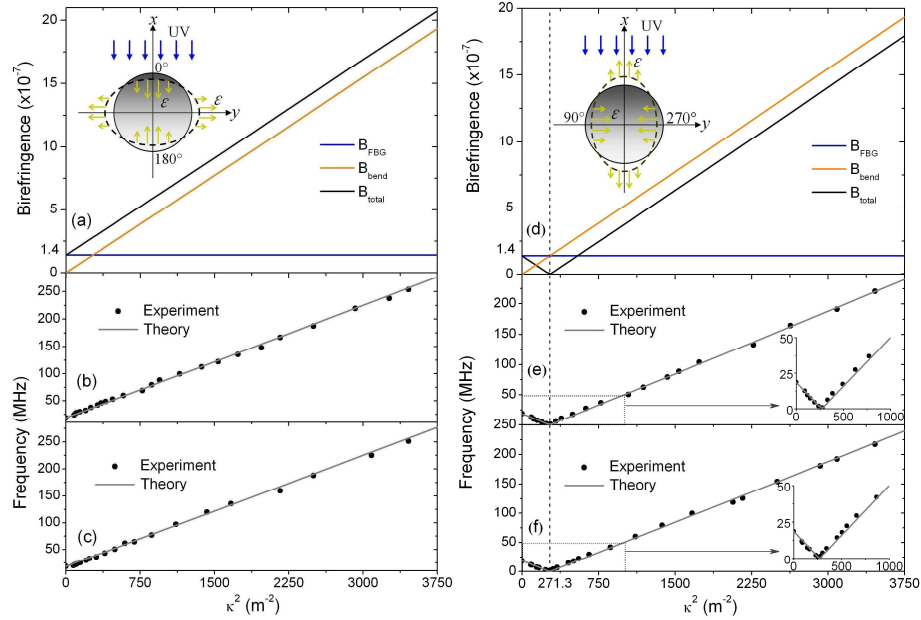 20
15
10
5
1.4
0
Birefringence (x10⁻⁷)
x
UV
0°
ε
ε
y
180°
B_FBG
B_bend
B_total
(a)
250
200
150
100
50
Experiment
Theory
(b)
250
200
150
100
50
Experiment
Theory
(c)
Frequency (MHz)
0 750 1500 2250 3000 3750
κ² (m⁻²)
20
15
10
5
1.4
0
Birefringence (x10⁻⁷)
x
UV
ε
90°
ε
270°
y
B_FBG
B_bend
B_total
(d)
200
150
100
50
Experiment
Theory
(e)
50
25
0
0 500 1000
250
200
150
100
50
0
Experiment
Theory
(f)
50
25
0
0 500 1000
Frequency (MHz)
0 271.3 750 1500 2250 3000 3750
κ² (m⁻²)